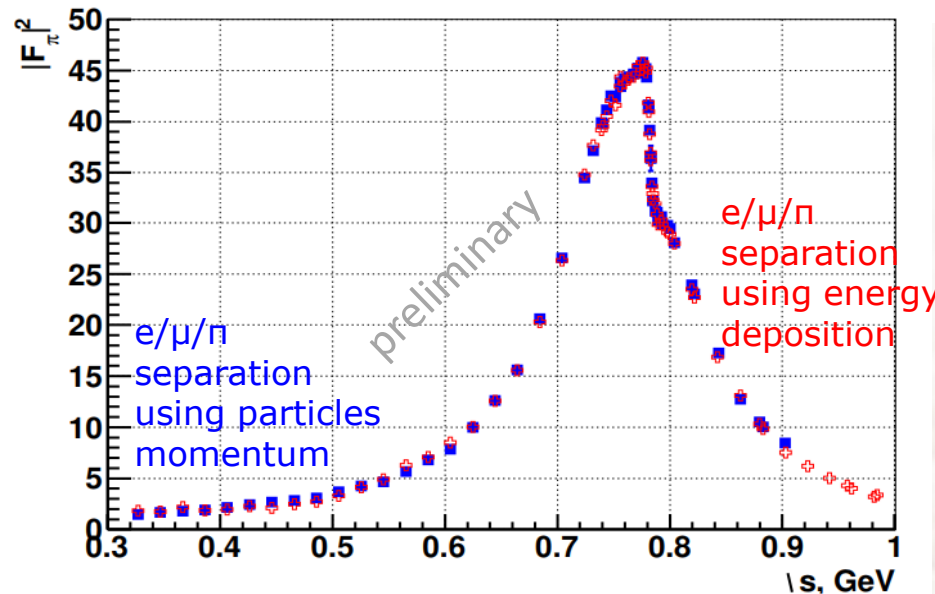 |F_π|²
50
45
40
35
30
25
20
15
10
5
0
preliminary
e/μ/π
separation
using particles
momentum
e/μ/π
separation
using energy
deposition
0.3 0.4 0.5 0.6 0.7 0.8 0.9 1
\ s, GeV